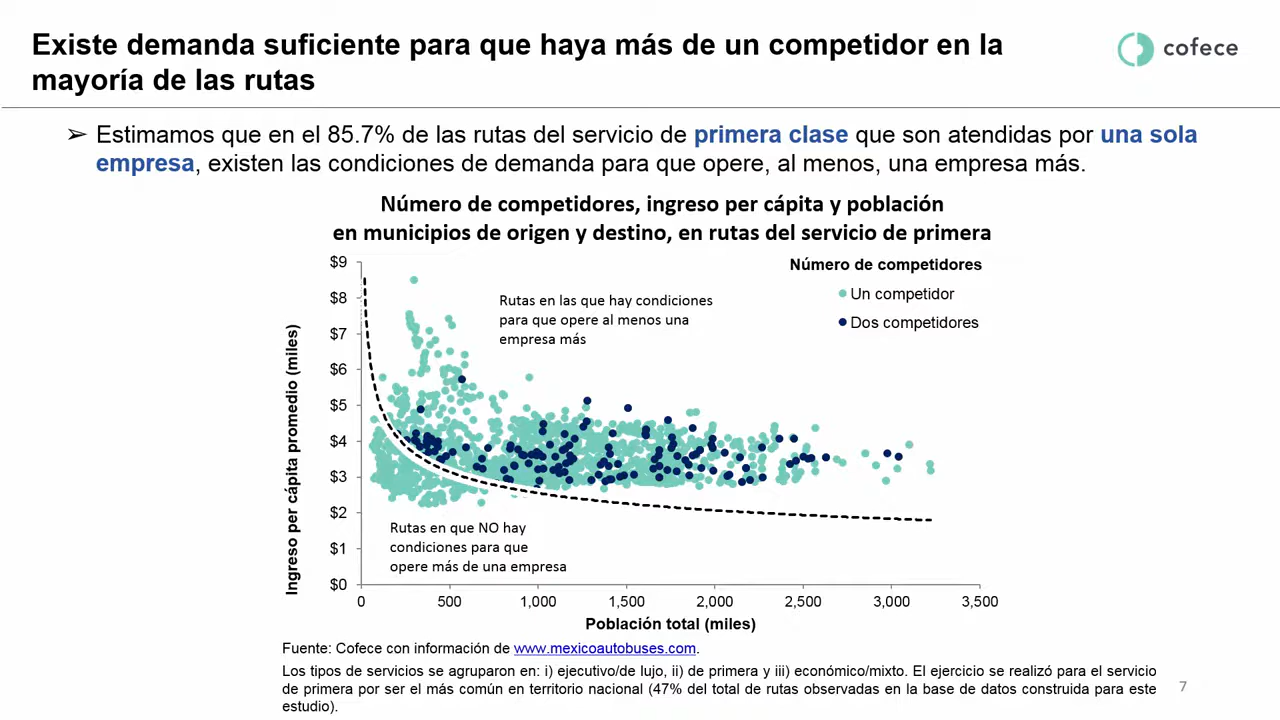 Existe demanda suficiente para que haya más de un competidor en la
mayoría de las rutas
cofece
➢ Estimamos que en el 85.7% de las rutas del servicio de primera clase que son atendidas por una sola
empresa, existen las condiciones de demanda para que opere, al menos, una empresa más.
Número de competidores, ingreso per cápita y población
en municipios de origen y destino, en rutas del servicio de primera
Número de competidores
Un competidor
Dos competidores
Rutas en las que hay condiciones
para que opere al menos una
empresa más
Ingreso per cápita promedio (miles)
$9
$8
$7
$6
$5
$4
$3
$2
$1
$0
Rutas en que NO hay
condiciones para que
opere más de una empresa
0 500 1,000 1,500 2,000 2,500 3,000 3,500
Población total (miles)
Fuente: Cofece con información de www.mexicoautobuses.com.
Los tipos de servicios se agruparon en: i) ejecutivo/de lujo, ii) de primera y iii) económico/mixto. El ejercicio se realizó para el servicio
de primera por ser el más común en territorio nacional (47% del total de rutas observadas en la base de datos construida para este
estudio).
7